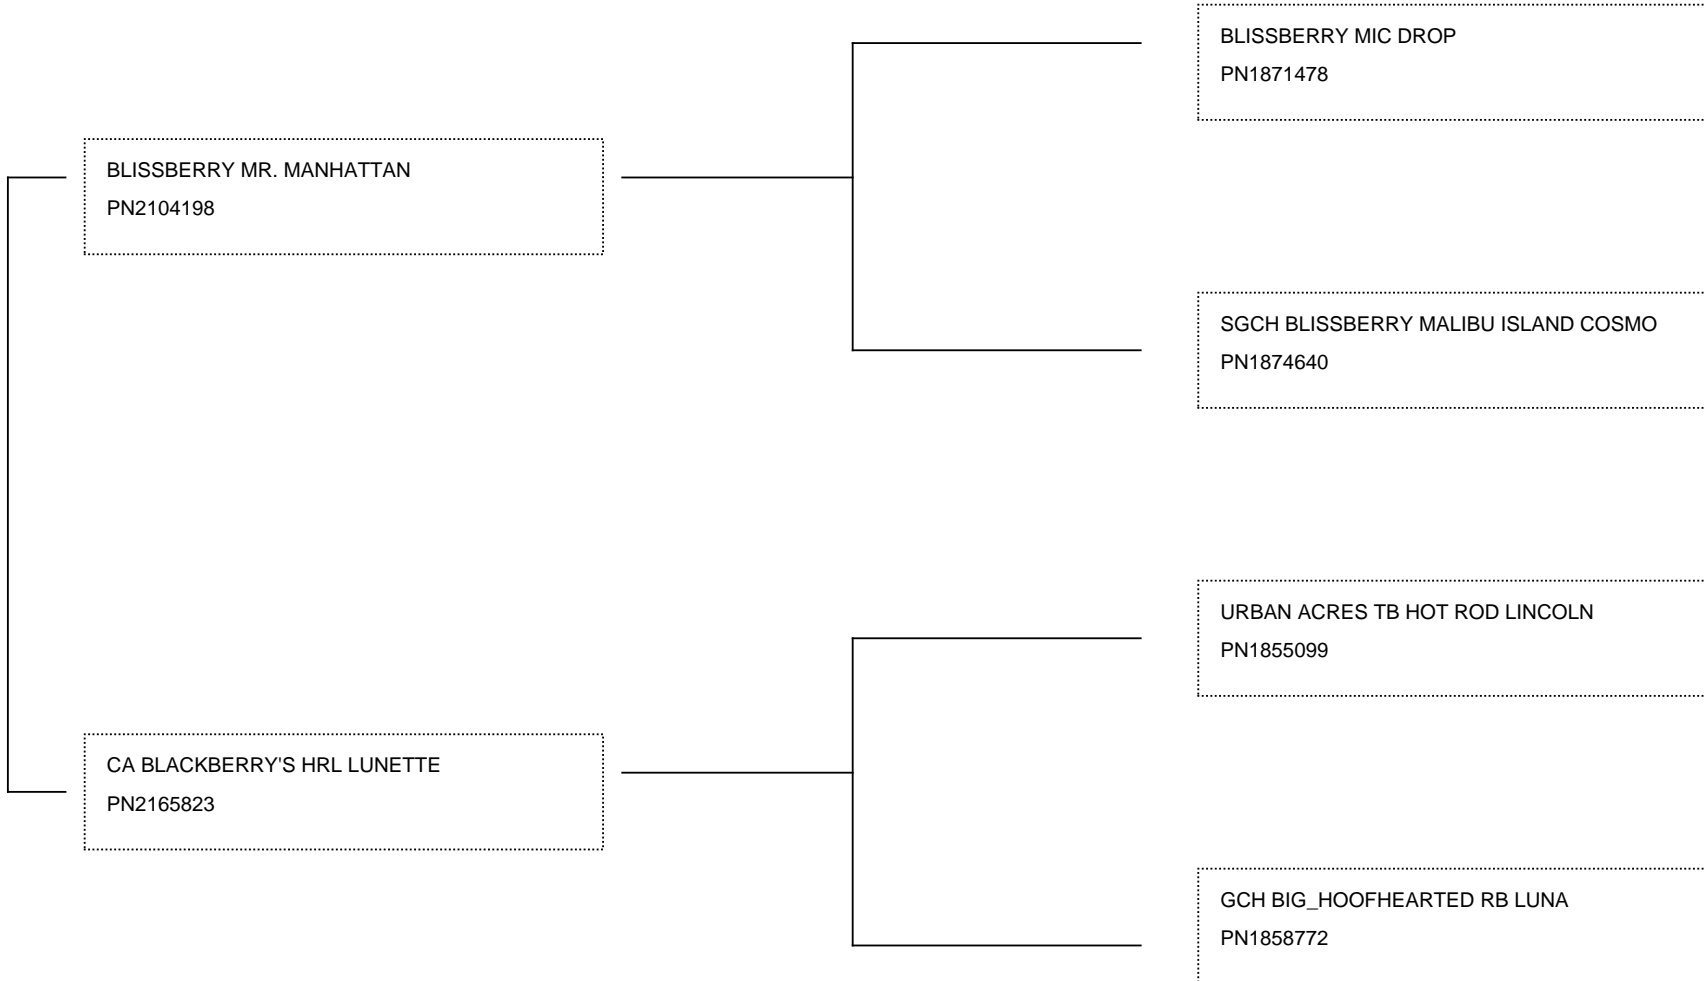 BLISSBERRY MIC DROP
PN1871478
BLISSBERRY MR. MANHATTAN
PN2104198
SGCH BLISSBERRY MALIBU ISLAND COSMO
PN1874640
URBAN ACRES TB HOT ROD LINCOLN
PN1855099
CA BLACKBERRY'S HRL LUNETTE
PN2165823
GCH BIG_HOOFHEARTED RB LUNA
PN1858772